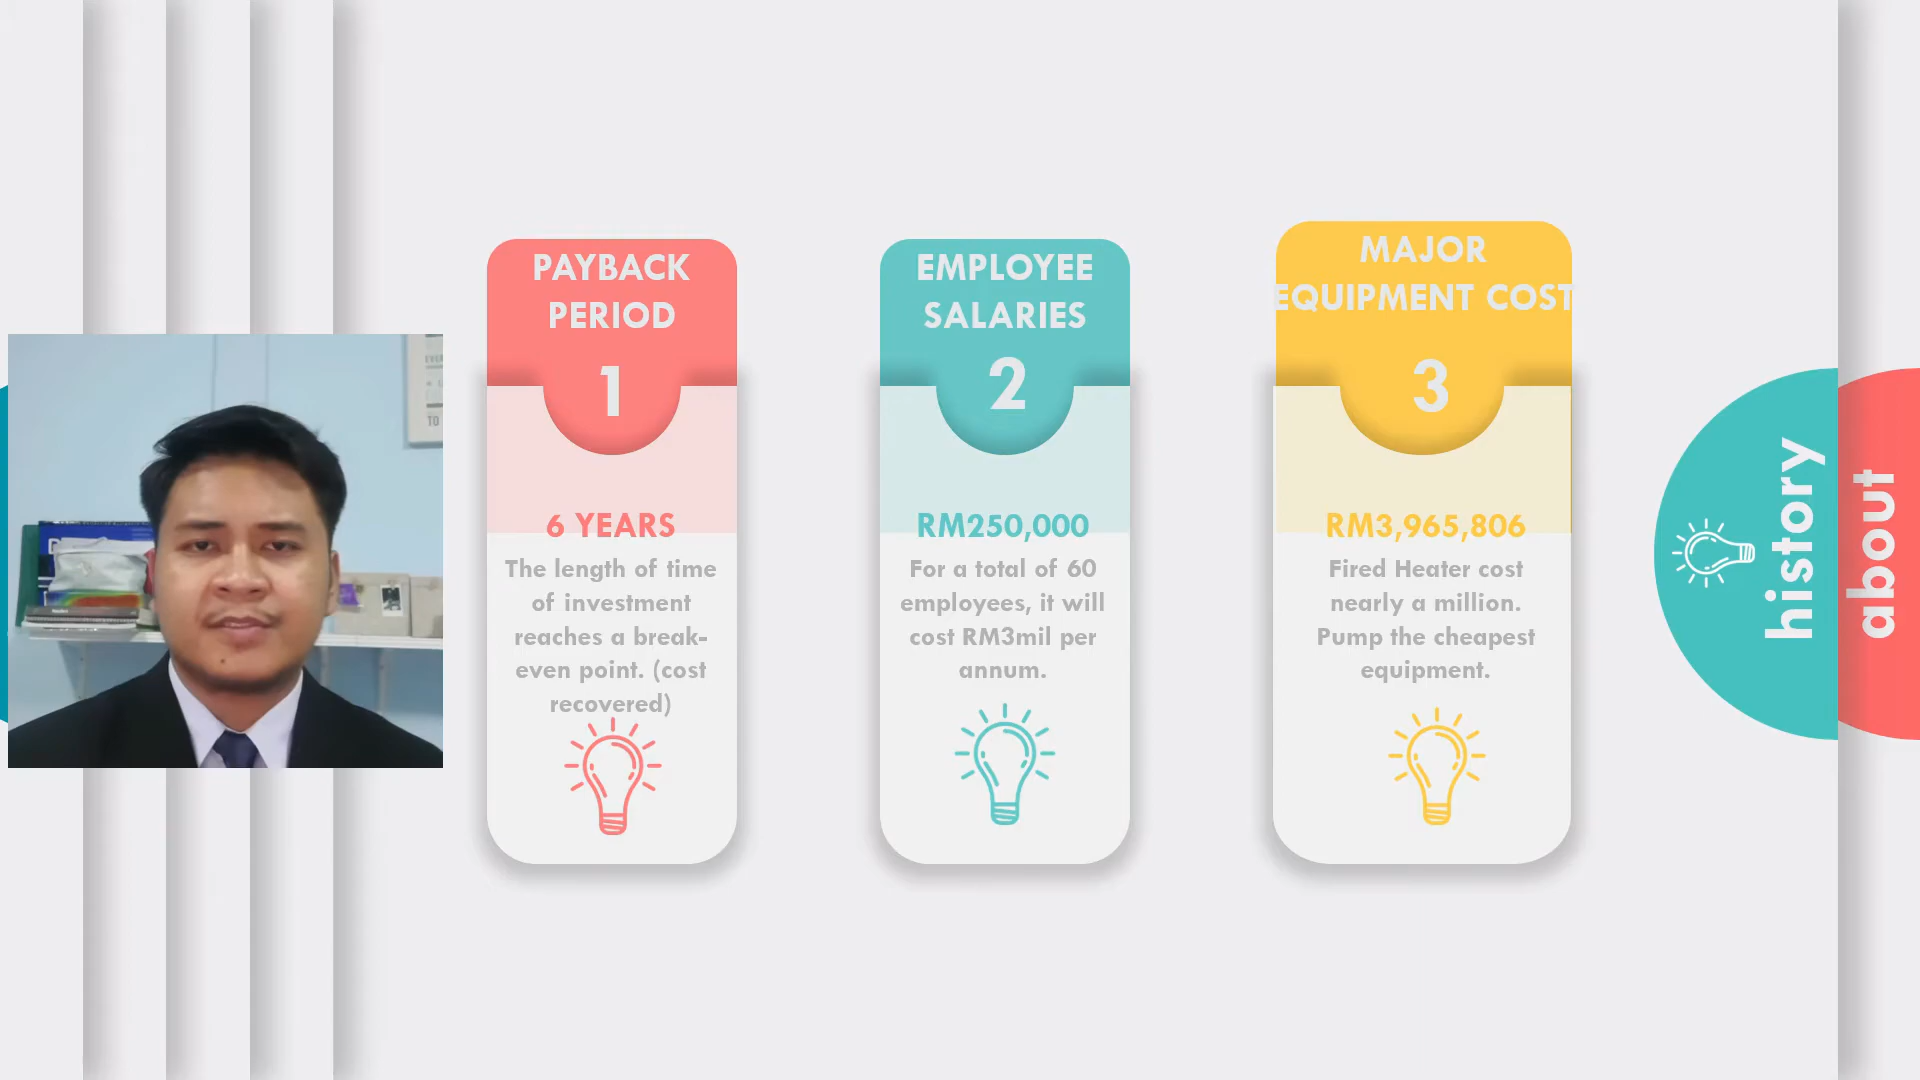 PAYBACK
PERIOD
1
6 YEARS
The length of time
of investment
reaches a break-
even point. (cost
recovered)
EMPLOYEE
SALARIES
2
RM250,000
For a total of 60
employees, it will
cost RM3mil per
annum.
MAJOR
EQUIPMENT COST
3
RM3,965,806
Fired Heater cost
nearly a million.
Pump the cheapest
equipment.
history
about
TO